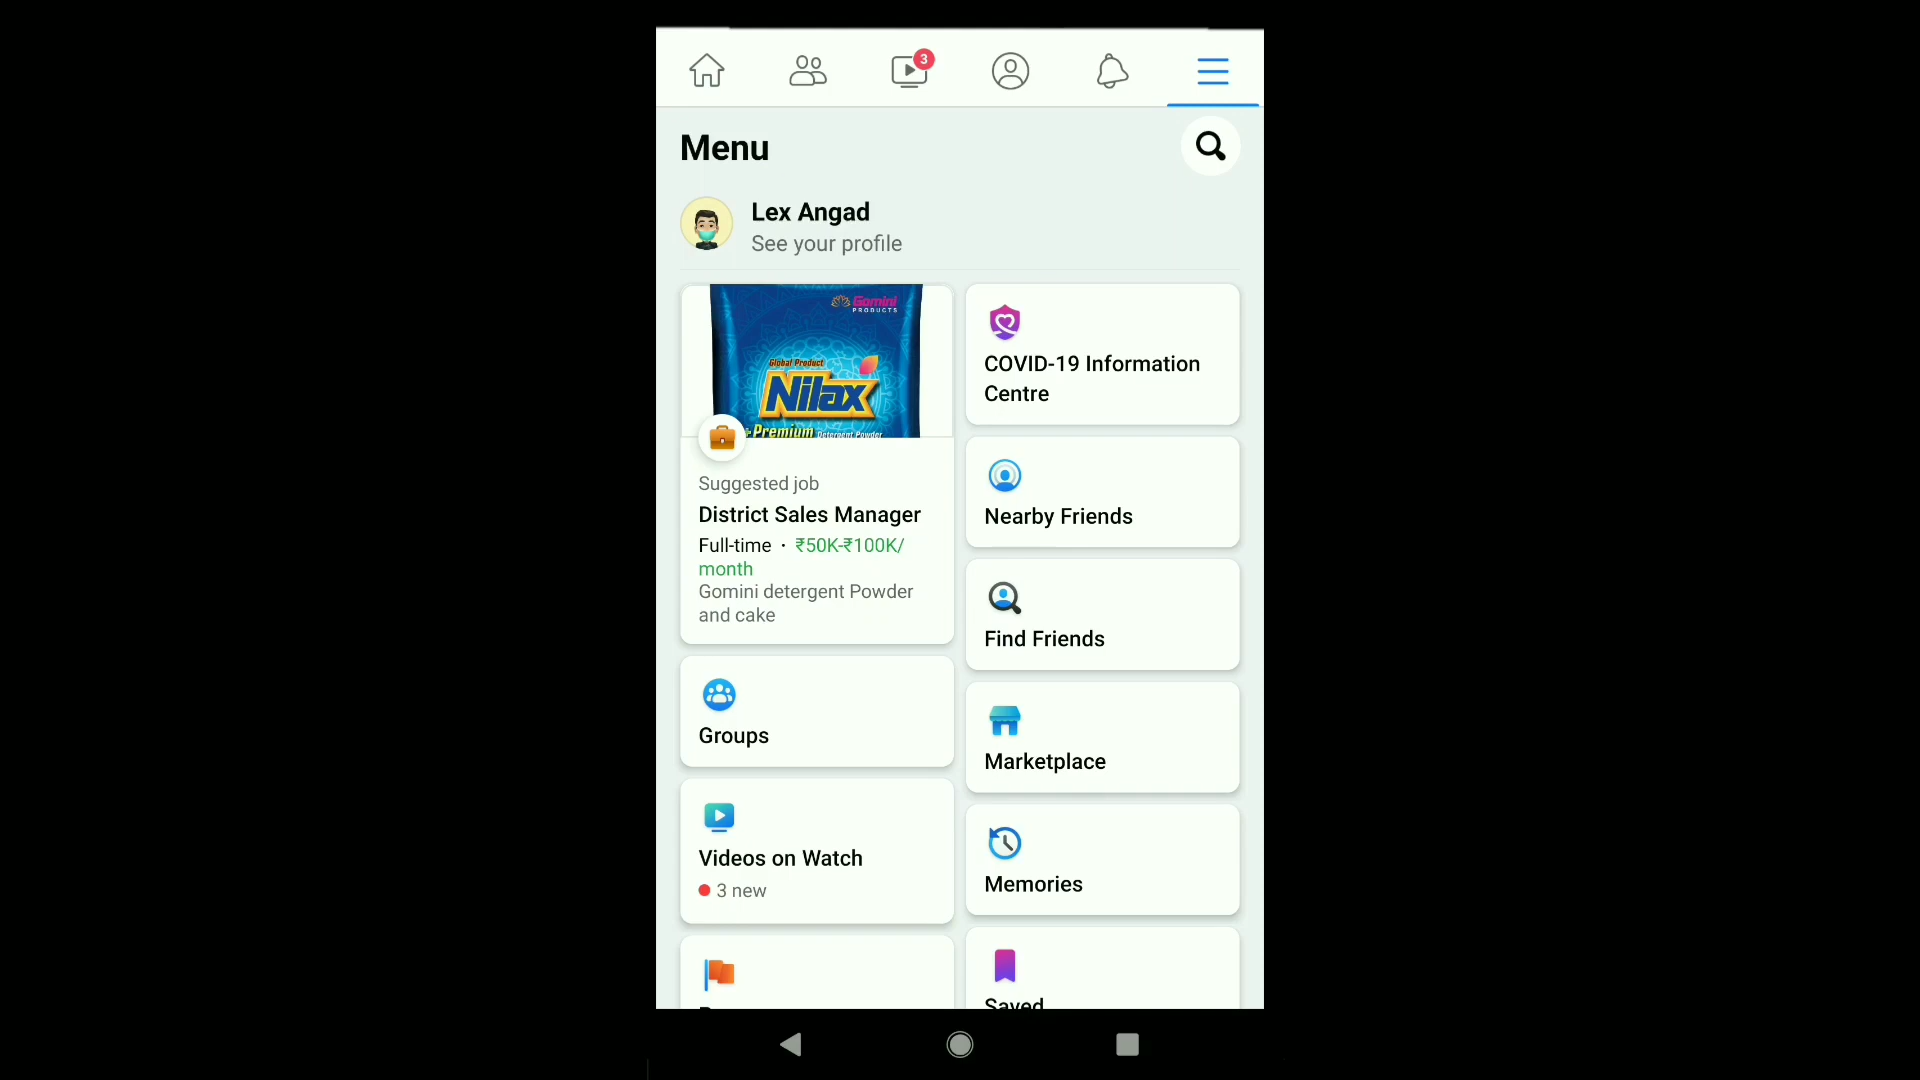 3
Menu
Lex Angad
See your profile
Gomini
PRODUCTS
Global Product
Nilax
+Premium Detergent Powder
Suggested job
District Sales Manager
Full-time · ₹50K-₹100K/
month
Gomini detergent Powder
and cake
Groups
Videos on Watch
3 new
COVID-19 Information
Centre
Nearby Friends
Find Friends
Marketplace
Memories
Saved